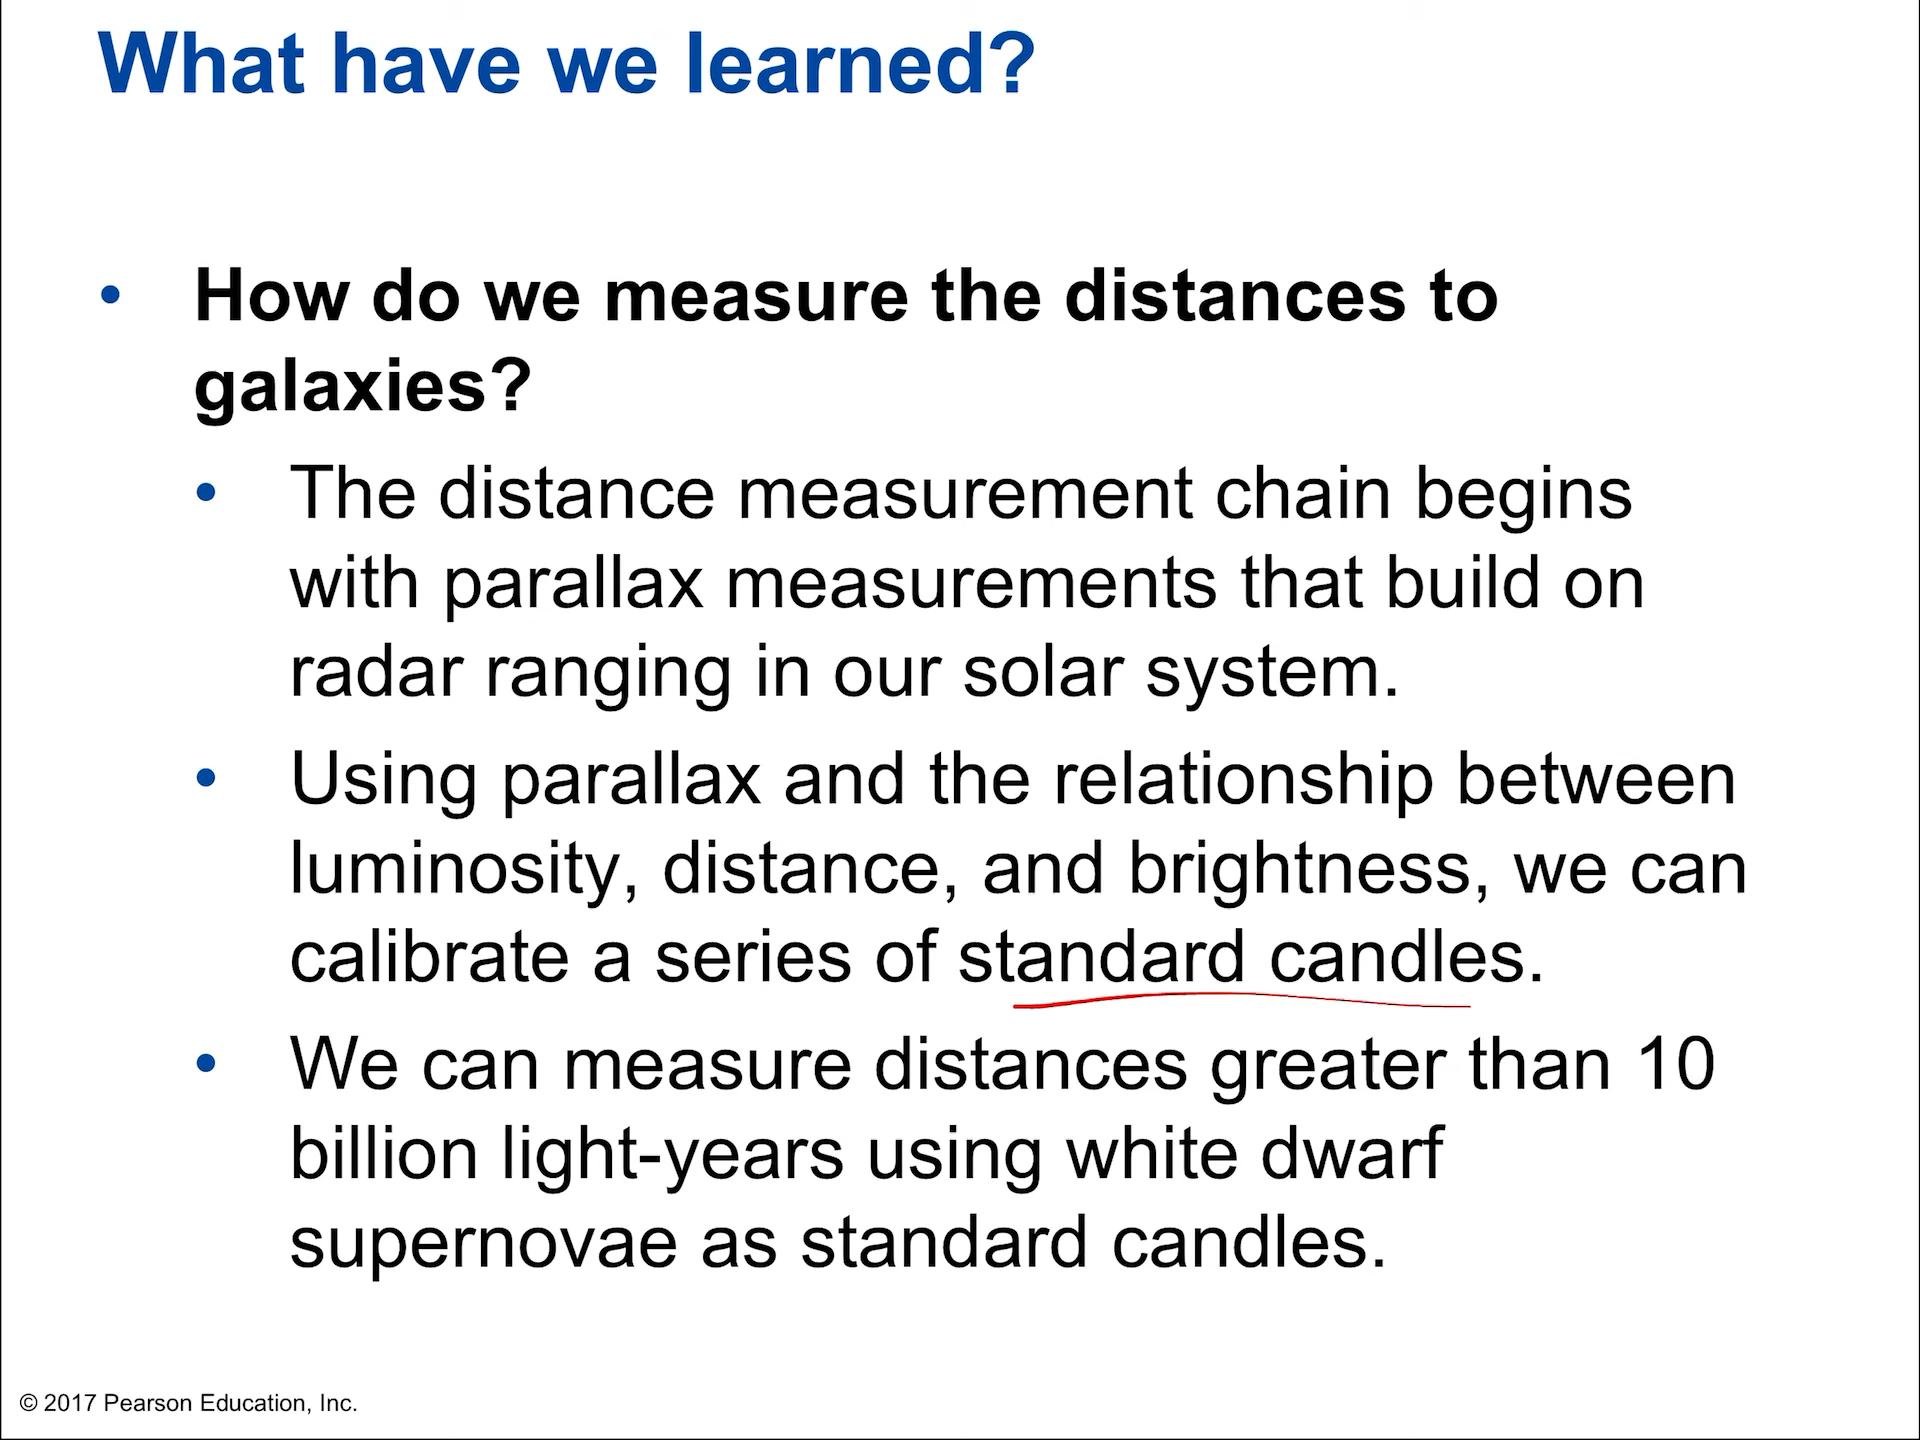 What have we learned?
• How do we measure the distances to
galaxies?
• The distance measurement chain begins
with parallax measurements that build on
radar ranging in our solar system.
• Using parallax and the relationship between
luminosity, distance, and brightness, we can
calibrate a series of standard candles.
• We can measure distances greater than 10
billion light-years using white dwarf
supernovae as standard candles.
© 2017 Pearson Education, Inc.